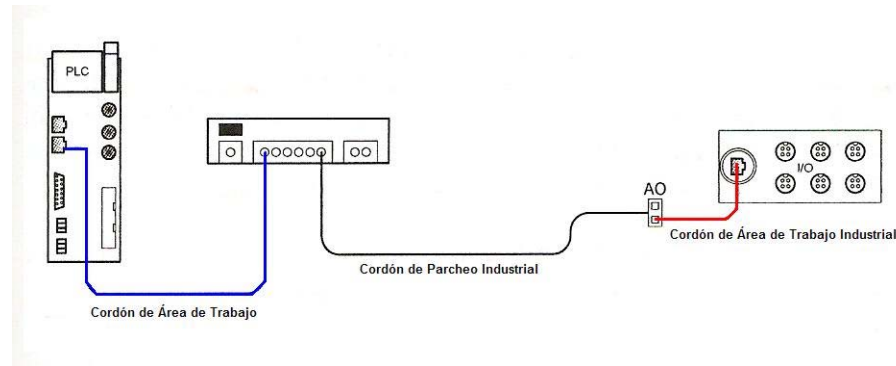 PLC
I/O
AO
Cordón de Área de Trabajo Industrial
Cordón de Parcheo Industrial
Cordón de Área de Trabajo